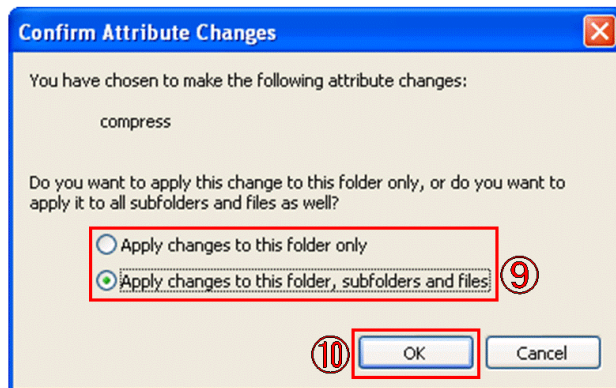 Confirm Attribute Changes
You have chosen to make the following attribute changes:
compress
Do you want to apply this change to this folder only, or do you want to
apply it to all subfolders and files as well?
Apply changes to this folder only
Apply changes to this folder, subfolders and files
⑨
⑩
OK
Cancel